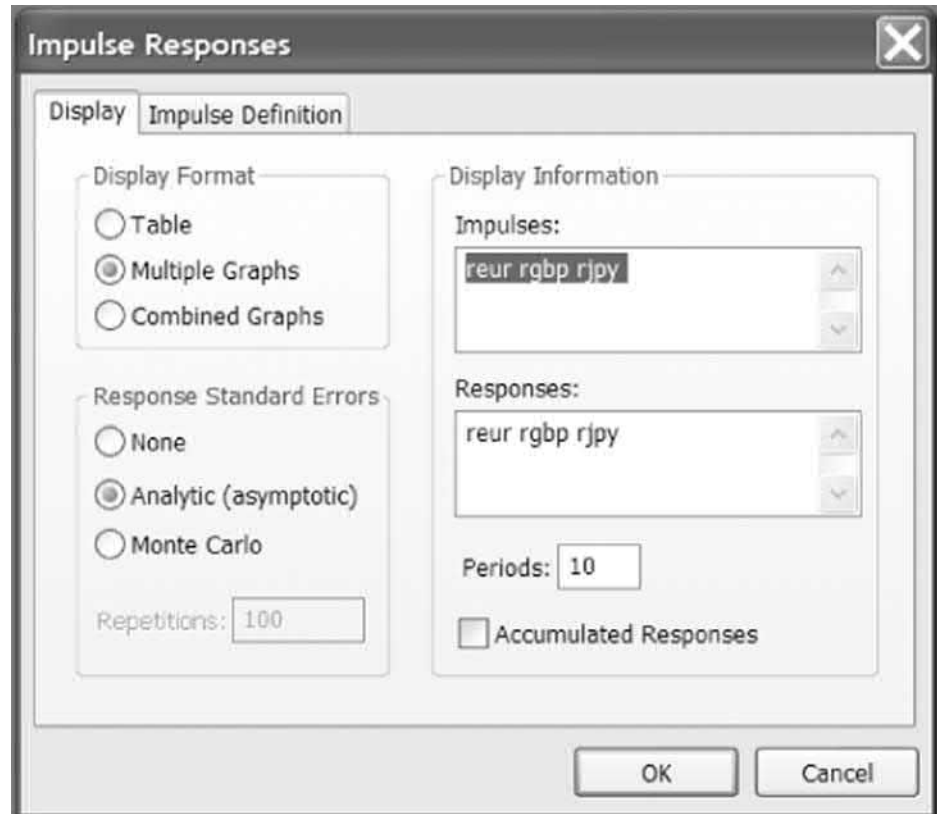 Impulse Responses
Display
Impulse Definition
Display Format
Table
Multiple Graphs
Combined Graphs
Response Standard Errors
None
Analytic (asymptotic)
Monte Carlo
Repetitions: 100
Display Information
Impulses:
reur rgbp rjpy
Responses:
reur rgbp rjpy
Periods: 10
Accumulated Responses
OK
Cancel